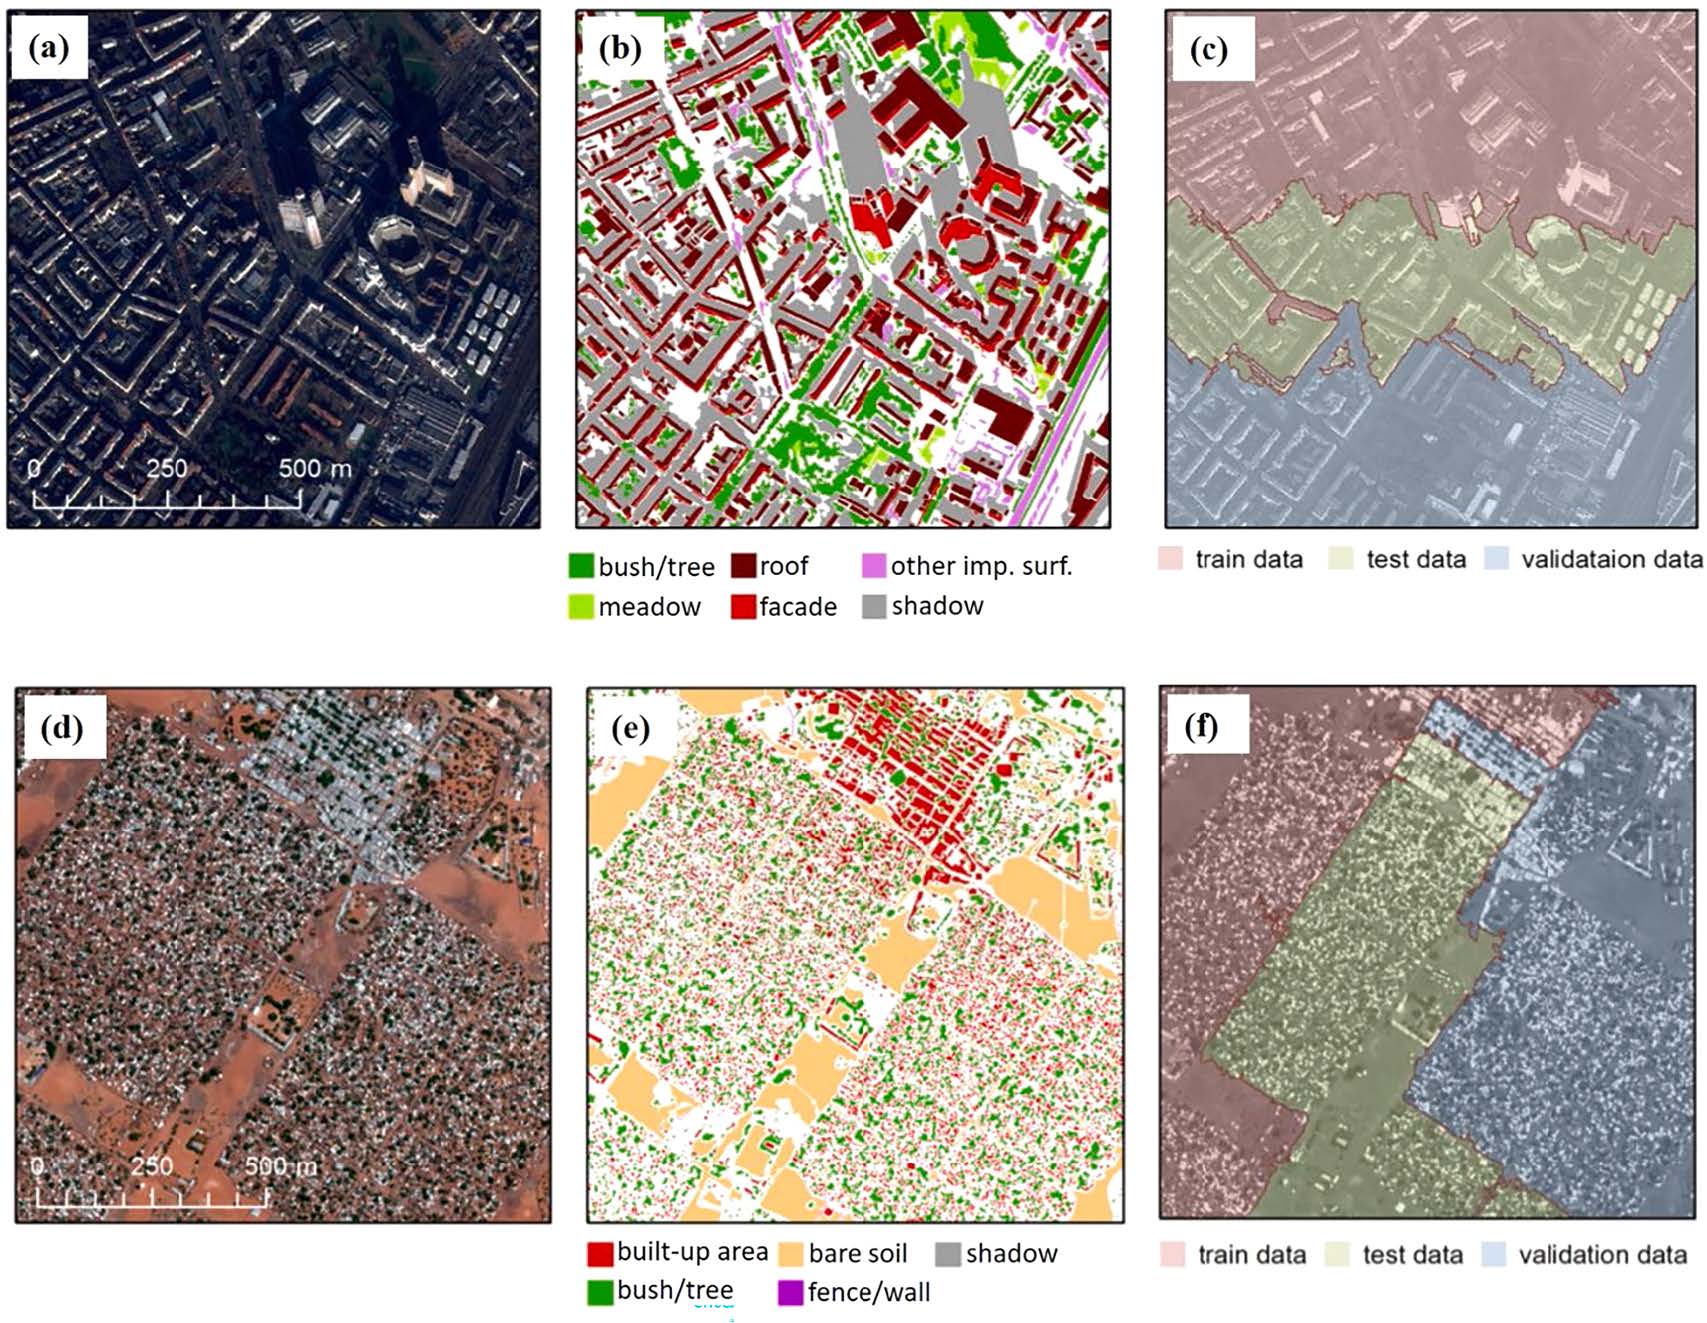 (a)
(b)
(c)
0 250 500 m
bush/tree roof other imp. surf.
meadow facade shadow
train data test data validataion data
(d)
(e)
(f)
0 250 500 m
built-up area bare soil shadow
bush/tree fence/wall
train data test data validation data